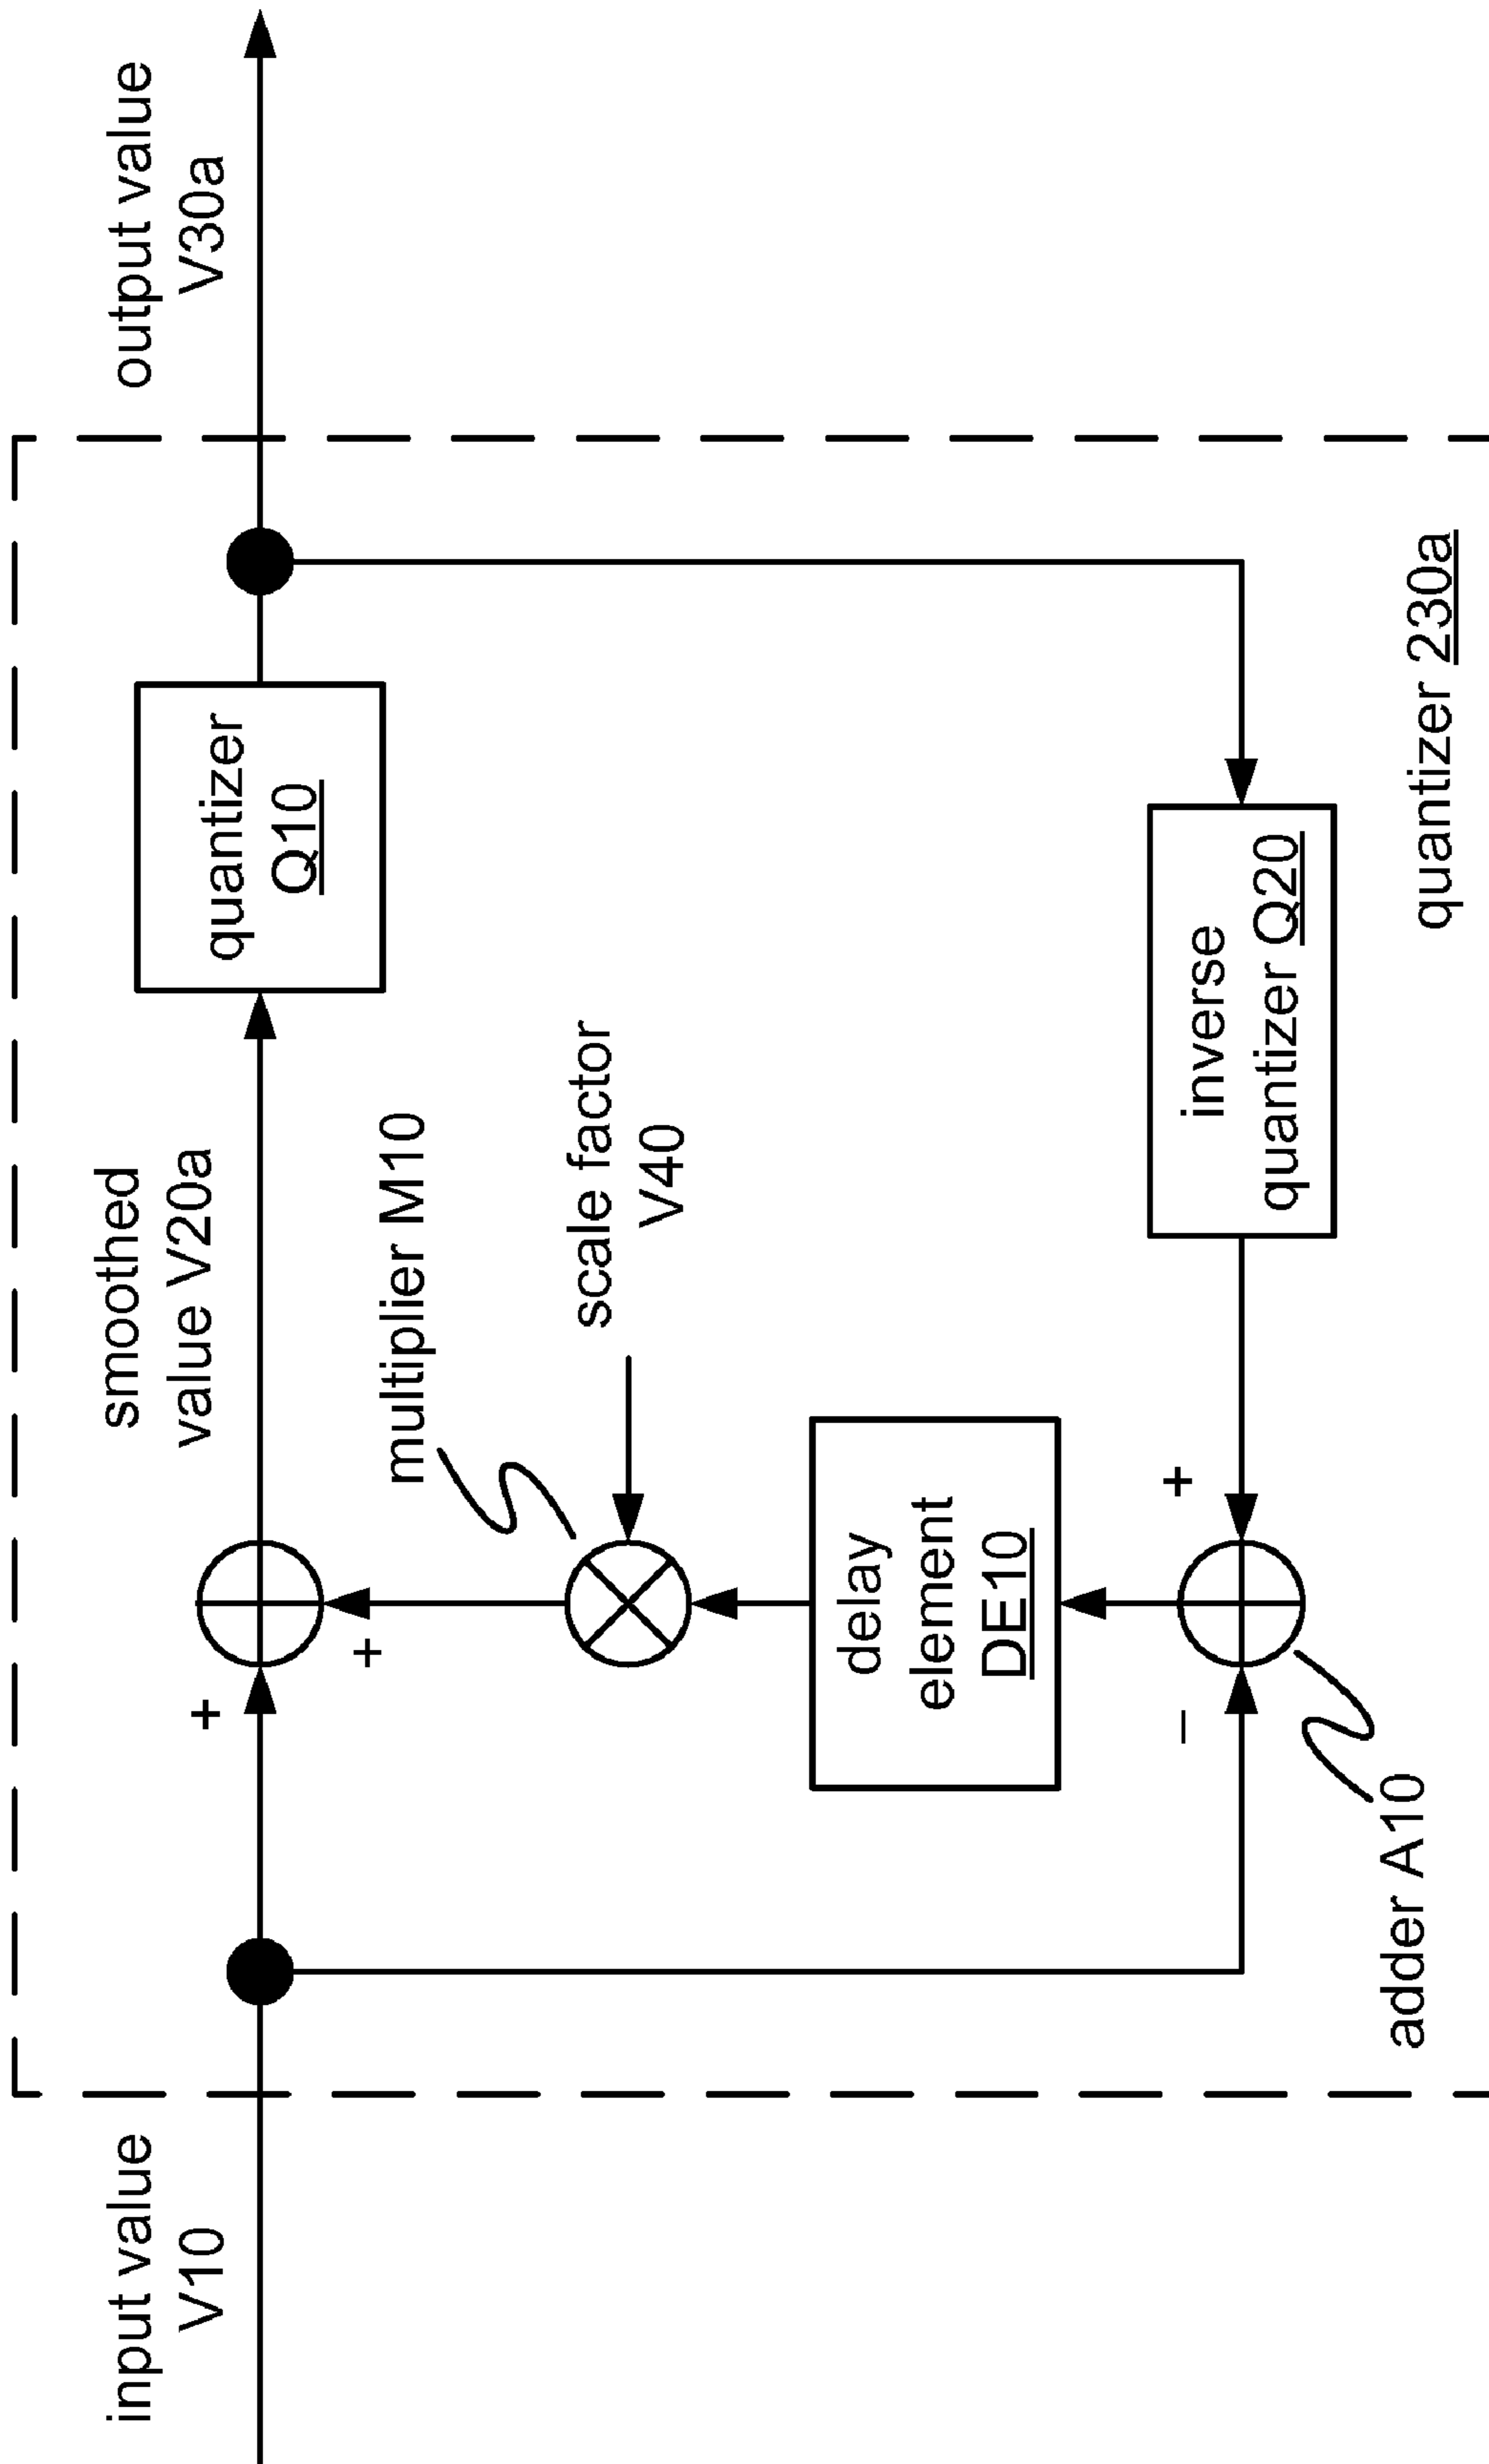 input value
V10
smoothed
value V20a
quantizer
Q10
output value
V30a
+
+
multiplier M10
scale factor
V40
delay
element
DE10
inverse
quantizer Q20
–
+
adder A10
quantizer 230a